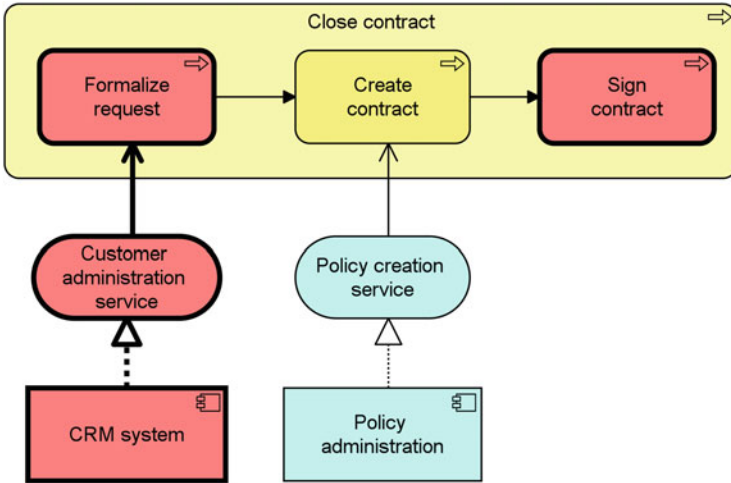 Close contract
Formalize
request
Create
contract
Sign
contract
Customer
administration
service
Policy creation
service
CRM system
Policy
administration